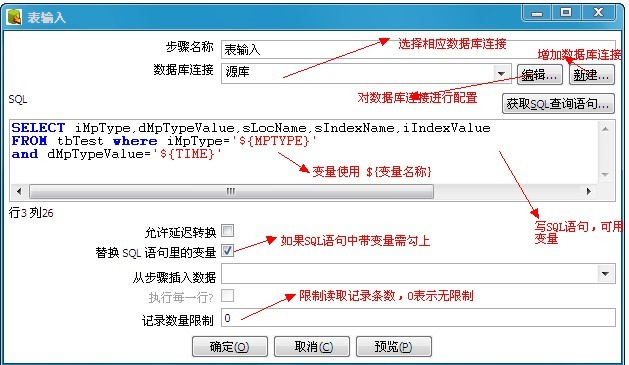 表输入
步骤名称 表输入
选择相应数据库连接
增加数据库连接
数据库连接 源库 编辑... 新建...
对数据库连接进行配置
SQL 获取SQL查询语句...
SELECT iMpType,dMpTypeValue,sLocName,sIndexName,iIndexValue
FROM tbTest where iMpType='${MPTYPE}'
and dMpTypeValue='${TIME}'
变量使用 ${变量名称}
行3 列26
写SQL语句，可用
变量
允许延迟转换
替换 SQL 语句里的变量
如果SQL语句中带变量需勾上
从步骤插入数据
执行每一行?
限制读取记录条数，0表示无限制
记录数量限制 0
确定(O) 取消(C) 预览(P)